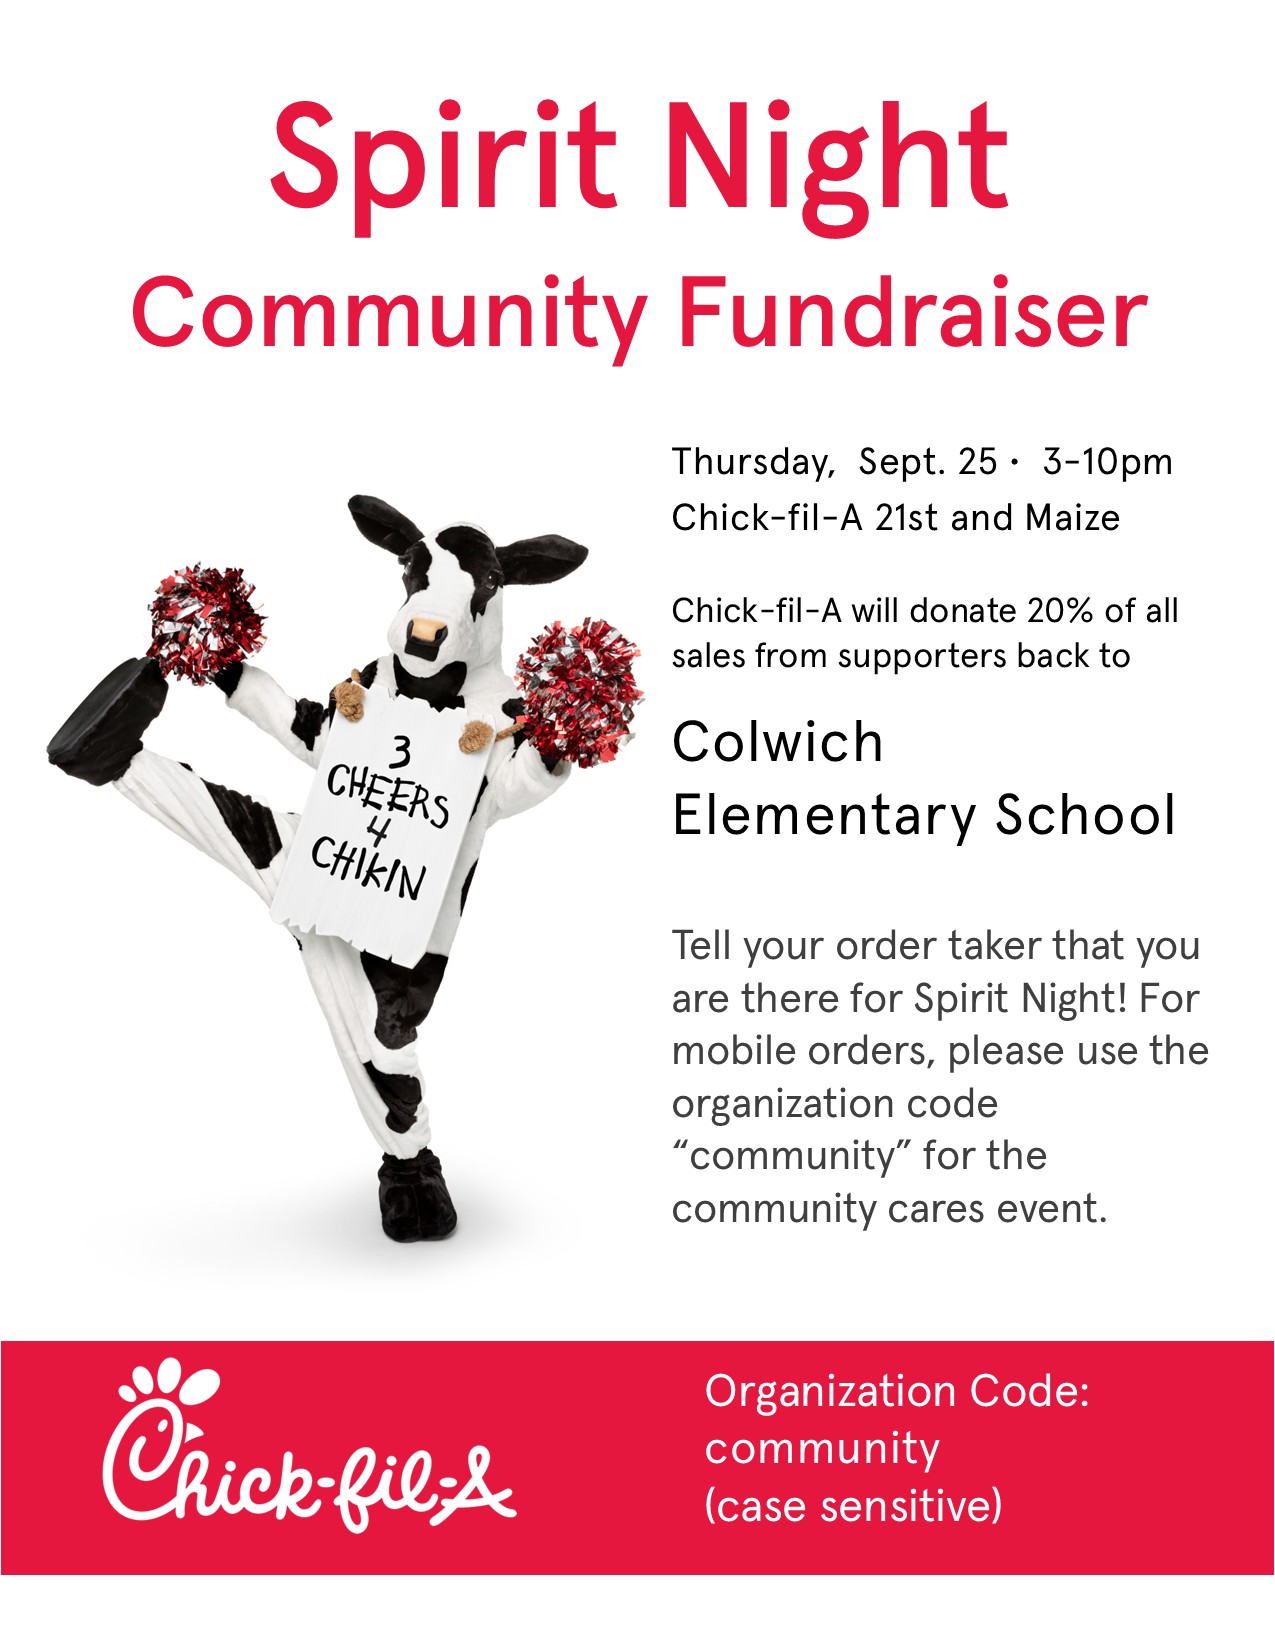 Spirit Night
Community Fundraiser
Thursday, Sept. 25 · 3-10pm
Chick-fil-A 21st and Maize
Chick-fil-A will donate 20% of all
sales from supporters back to
Colwich
Elementary School
3
CHEERS
4
CHIKIN
Tell your order taker that you
are there for Spirit Night! For
mobile orders, please use the
organization code
“community” for the
community cares event.
Chick-fil-A
Organization Code:
community
(case sensitive)